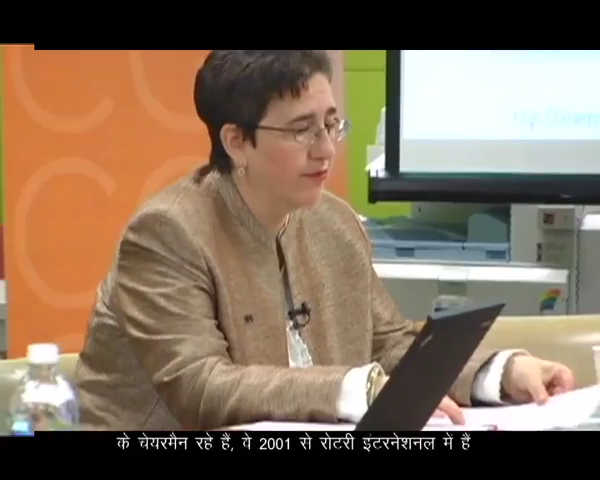 के चेयरमैन रहे हैं, वे 2001 से रोटरी इंटरनेशनल में हैं